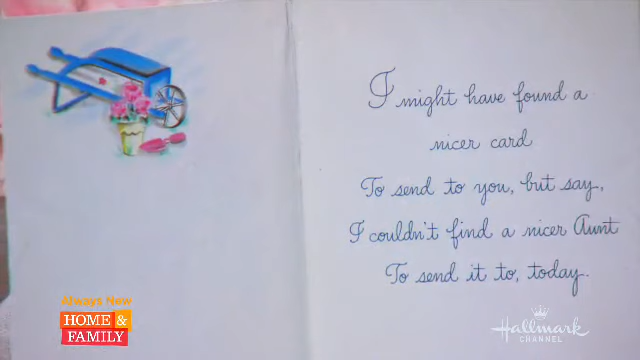 I might have found a
nicer card
To send to you, but say,
I couldn't find a nicer Aunt
To send it to, today.
Always New
HOME &
FAMILY
Hallmark
CHANNEL